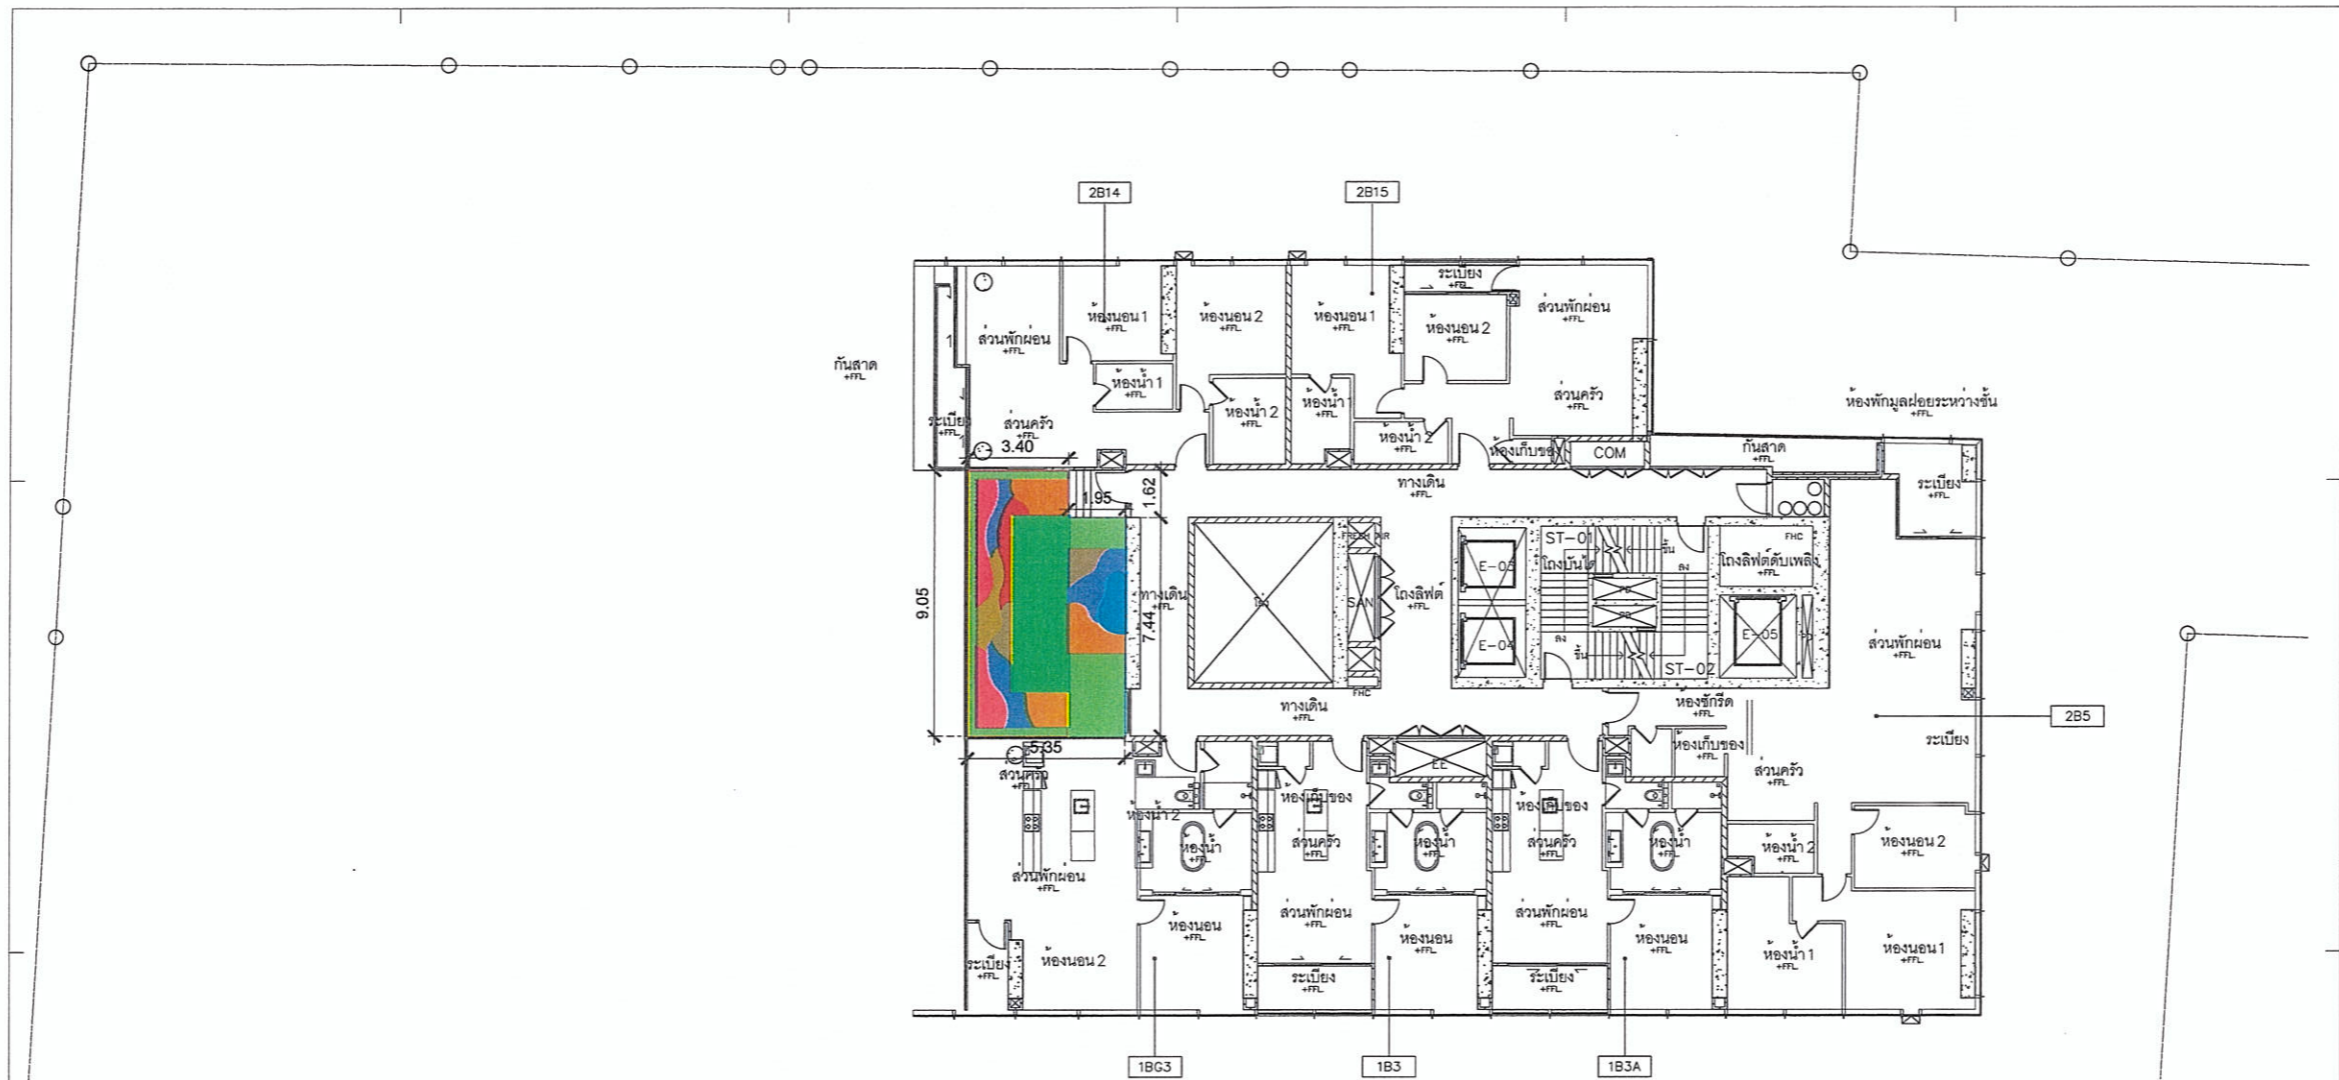 2B14
2B15
ห้องนอน 1
+FFL
ห้องนอน 2
+FFL
ห้องนอน 1
+FFL
ระเบียง
+FFL
ห้องนอน 2
+FFL
ส่วนพักผ่อน
+FFL
ส่วนพักผ่อน
+FFL
1
กันสาด
+FFL
ห้องน้ำ 1
+FFL
ห้องน้ำ 2
+FFL
ห้องน้ำ 1
+FFL
ห้องน้ำ 2
+FFL
ส่วนครัว
+FFL
ระเบียง
+FFL
ส่วนครัว
+FFL
ห้องเก็บของ
COM
ห้องพักมูลฝอยระหว่างชั้น
+FFL
กันสาด
+FFL
ระเบียง
+FFL
3.40
1.95
1.62
ทางเดิน
+FFL
9.05
7.44
5.35
ทางเดิน
+FFL
FRESH AIR
SAN
FHC
โถงลิฟต์
+FFL
E-03
E-04
ST-01
โถงบันได
+FFL
ขึ้น
ลง
ลง
ขึ้น
ST-02
FHC
โถงลิฟต์ดับเพลิง
+FFL
E-05
ส่วนพักผ่อน
+FFL
ทางเดิน
+FFL
ห้องซักรีด
+FFL
2B5
ระเบียง
ห้องเก็บของ
+FFL
ส่วนครัว
+FFL
ส่วนครัว
+FFL
EE
ห้องเก็บของ
ห้องเก็บของ
ห้องน้ำ 2
ห้องน้ำ
+FFL
ส่วนครัว
+FFL
ห้องน้ำ
+FFL
ส่วนครัว
+FFL
ห้องน้ำ
+FFL
ห้องน้ำ 2
+FFL
ห้องนอน 2
+FFL
ส่วนพักผ่อน
+FFL
ห้องนอน
+FFL
ส่วนพักผ่อน
+FFL
ห้องนอน
+FFL
ส่วนพักผ่อน
+FFL
ห้องนอน
+FFL
ห้องน้ำ 1
+FFL
ห้องนอน 1
+FFL
ระเบียง
+FFL
ห้องนอน 2
ระเบียง
+FFL
ระเบียง
+FFL
1BG3
1B3
1B3A